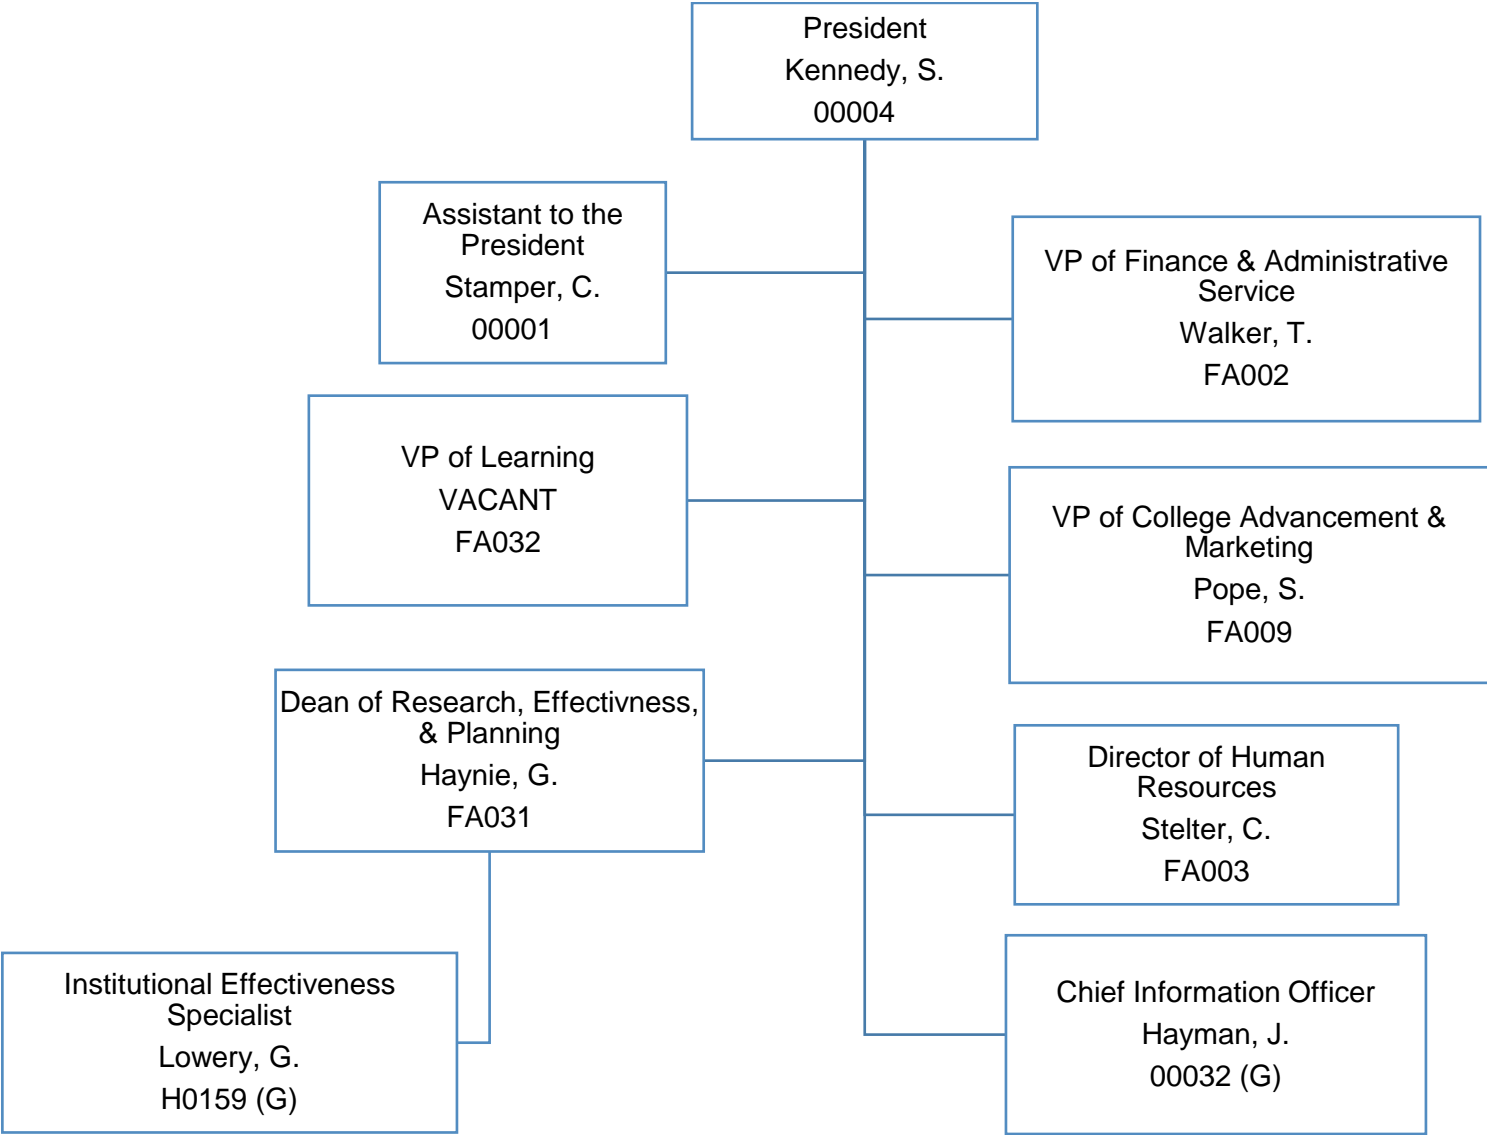 President
Kennedy, S.
00004
Assistant to the
President
Stamper, C.
00001
VP of Finance & Administrative
Service
Walker, T.
FA002
VP of Learning
VACANT
FA032
VP of College Advancement &
Marketing
Pope, S.
FA009
Dean of Research, Effectivness,
& Planning
Haynie, G.
FA031
Director of Human
Resources
Stelter, C.
FA003
Institutional Effectiveness
Specialist
Lowery, G.
H0159 (G)
Chief Information Officer
Hayman, J.
00032 (G)